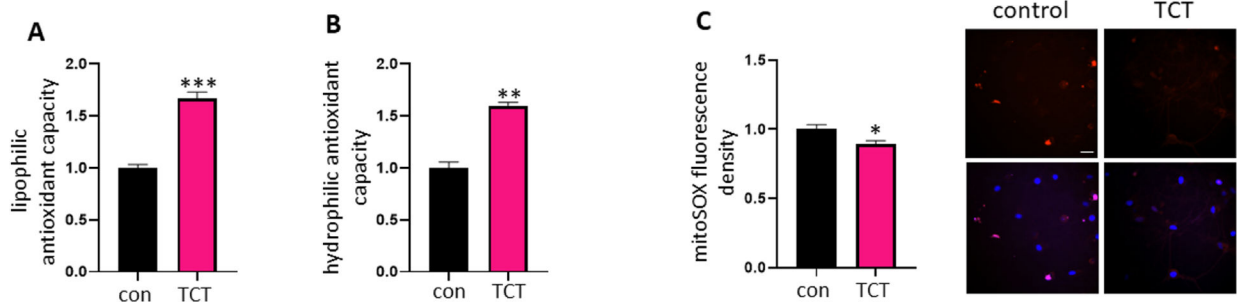 A
lipophilic
antioxidant capacity
2.0
***
1.5
1.0
0.5
0.0
con TCT
B
hydrophilic antioxidant
capacity
2.0
**
1.5
1.0
0.5
0.0
con TCT
C
mitoSOX fluorescence
density
1.5
*
1.0
0.5
0.0
con TCT
control TCT